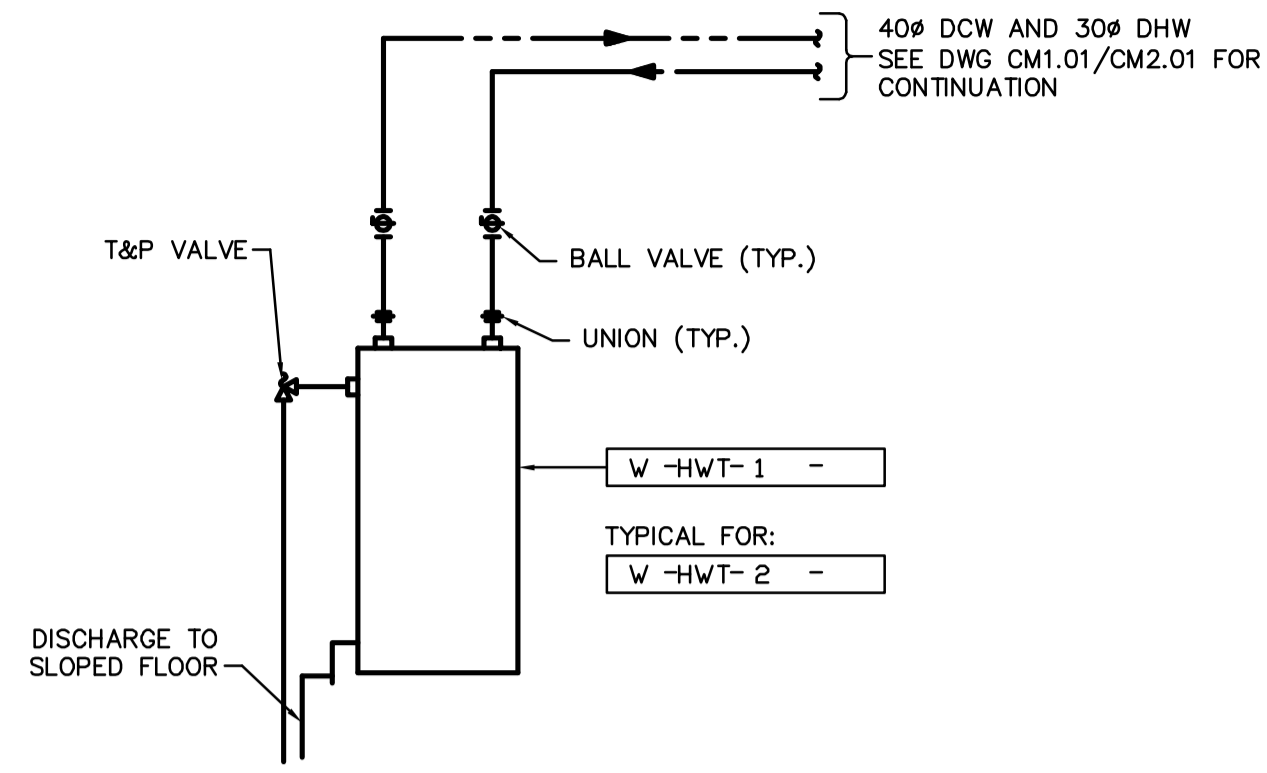 40ø DCW AND 30ø DHW
SEE DWG CM1.01/CM2.01 FOR
CONTINUATION
T&P VALVE
BALL VALVE (TYP.)
UNION (TYP.)
W -HWT- 1 -
TYPICAL FOR:
W -HWT- 2 -
DISCHARGE TO
SLOPED FLOOR